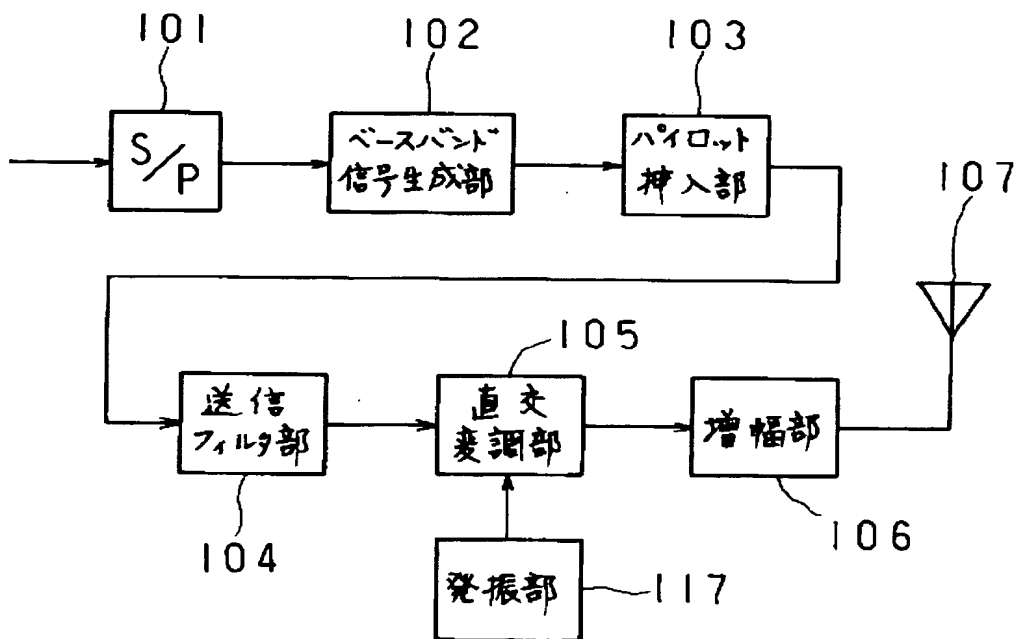 101
102
103
S/P
ベースバンド
信号生成部
パイロット
挿入部
107
105
送信
フィルタ部
直交
変調部
増幅部
104
106
発振部
117